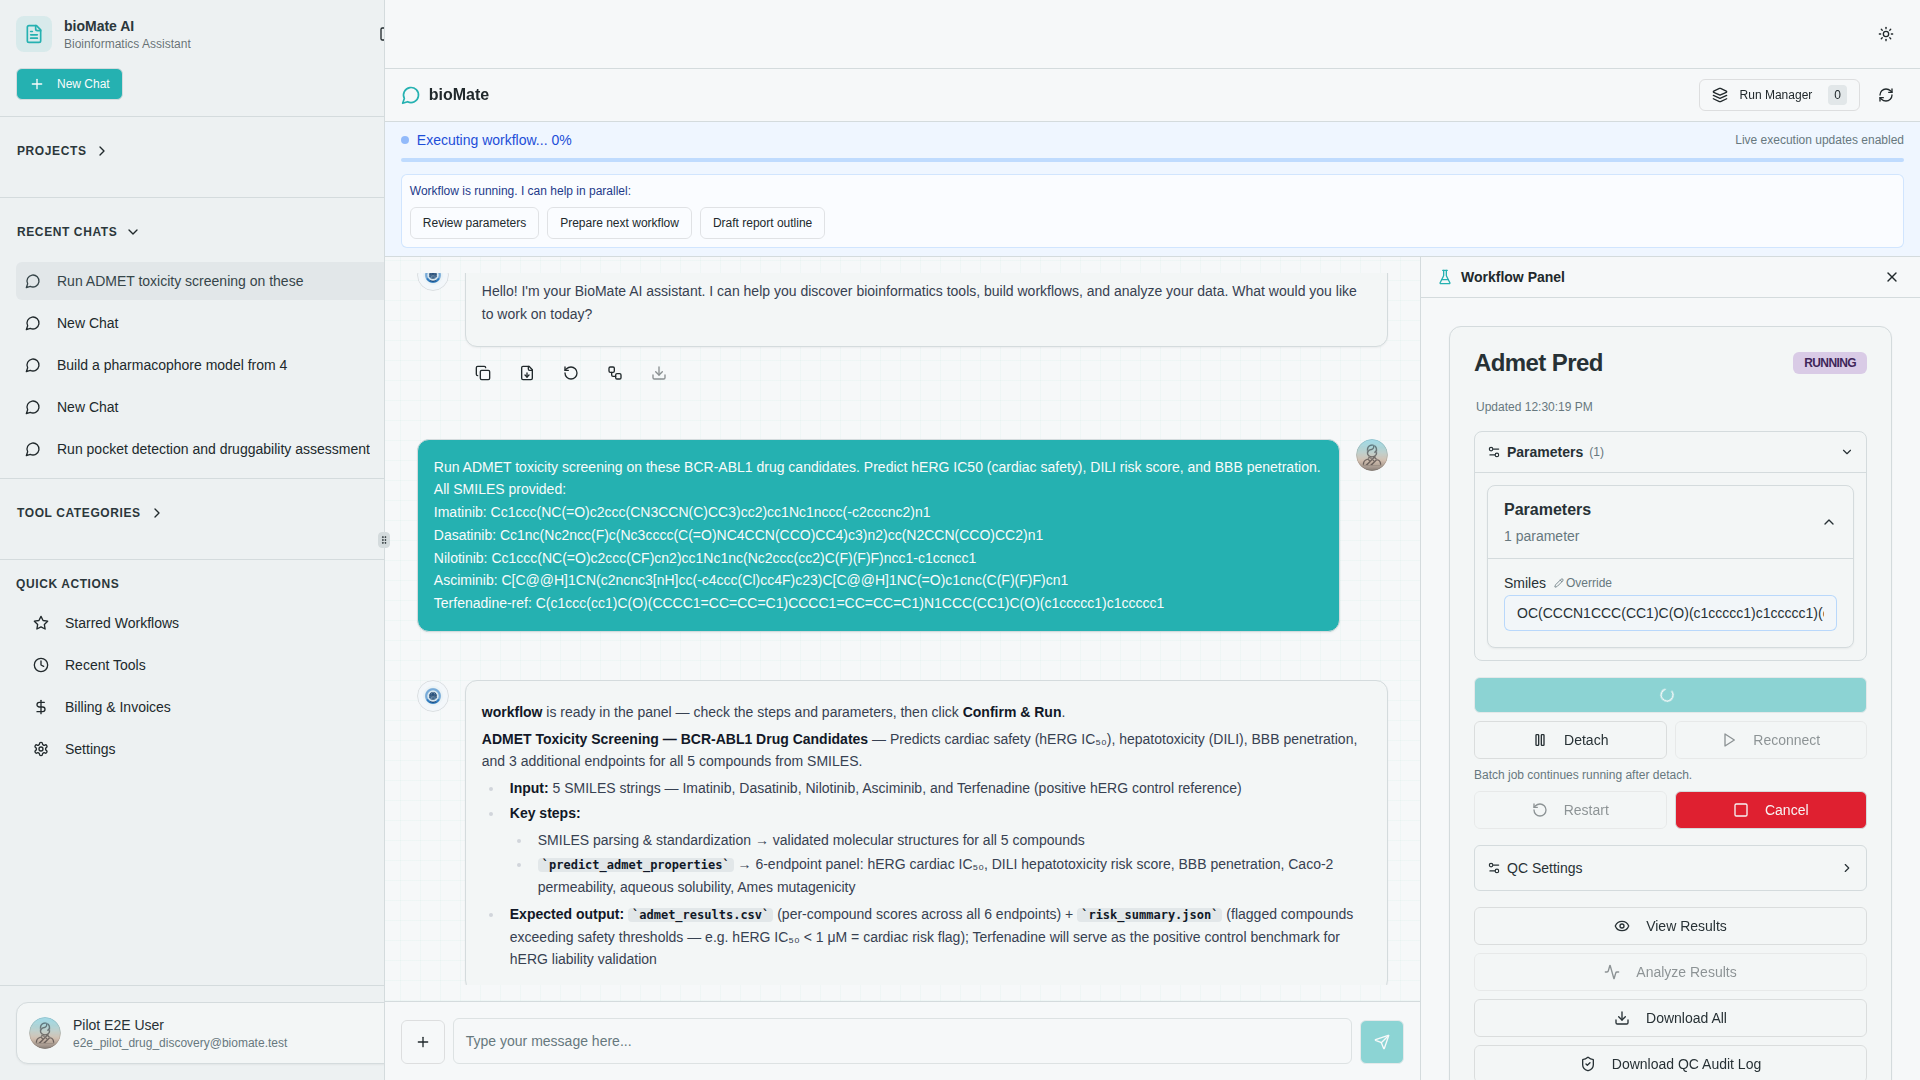 bioMate AI
Bioinformatics Assistant
New Chat
PROJECTS
RECENT CHATS
Run ADMET toxicity screening on these
New Chat
Build a pharmacophore model from 4
New Chat
Run pocket detection and druggability assessment
TOOL CATEGORIES
QUICK ACTIONS
Starred Workflows
Recent Tools
Billing & Invoices
Settings
Pilot E2E User
e2e_pilot_drug_discovery@biomate.test
bioMate
Run Manager 0
Executing workflow... 0%
Live execution updates enabled
Workflow is running. I can help in parallel:
Review parameters
Prepare next workflow
Draft report outline
Hello! I'm your BioMate AI assistant. I can help you discover bioinformatics tools, build workflows, and analyze your data. What would you like
to work on today?
Run ADMET toxicity screening on these BCR-ABL1 drug candidates. Predict hERG IC50 (cardiac safety), DILI risk score, and BBB penetration.
All SMILES provided:
Imatinib: Cc1ccc(NC(=O)c2ccc(CN3CCN(C)CC3)cc2)cc1Nc1nccc(-c2cccnc2)n1
Dasatinib: Cc1nc(Nc2ncc(F)c(Nc3cccc(C(=O)NC4CCN(CCO)CC4)c3)n2)cc(N2CCN(CCO)CC2)n1
Nilotinib: Cc1ccc(NC(=O)c2ccc(CF)cn2)cc1Nc1nc(Nc2ccc(cc2)C(F)(F)F)ncc1-c1ccncc1
Asciminib: C[C@@H]1CN(c2ncnc3[nH]cc(-c4ccc(Cl)cc4F)c23)C[C@@H]1NC(=O)c1cnc(C(F)(F)F)cn1
Terfenadine-ref: C(c1ccc(cc1)C(O)(CCCC1=CC=CC=C1)CCCC1=CC=CC=C1)N1CCC(CC1)C(O)(c1ccccc1)c1ccccc1
workflow is ready in the panel — check the steps and parameters, then click Confirm & Run.
ADMET Toxicity Screening — BCR-ABL1 Drug Candidates — Predicts cardiac safety (hERG IC₅₀), hepatotoxicity (DILI), BBB penetration,
and 3 additional endpoints for all 5 compounds from SMILES.
Input: 5 SMILES strings — Imatinib, Dasatinib, Nilotinib, Asciminib, and Terfenadine (positive hERG control reference)
Key steps:
SMILES parsing & standardization → validated molecular structures for all 5 compounds
`predict_admet_properties` → 6-endpoint panel: hERG cardiac IC₅₀, DILI hepatotoxicity risk score, BBB penetration, Caco-2
permeability, aqueous solubility, Ames mutagenicity
Expected output: `admet_results.csv` (per-compound scores across all 6 endpoints) + `risk_summary.json` (flagged compounds
exceeding safety thresholds — e.g. hERG IC₅₀ < 1 μM = cardiac risk flag); Terfenadine will serve as the positive control benchmark for
hERG liability validation
Type your message here...
Workflow Panel
Admet Pred
RUNNING
Updated 12:30:19 PM
Parameters (1)
Parameters
1 parameter
Smiles Override
OC(CCCN1CCC(CC1)C(O)(c1ccccc1)c1ccccc1)(
Detach
Reconnect
Batch job continues running after detach.
Restart
Cancel
QC Settings
View Results
Analyze Results
Download All
Download QC Audit Log